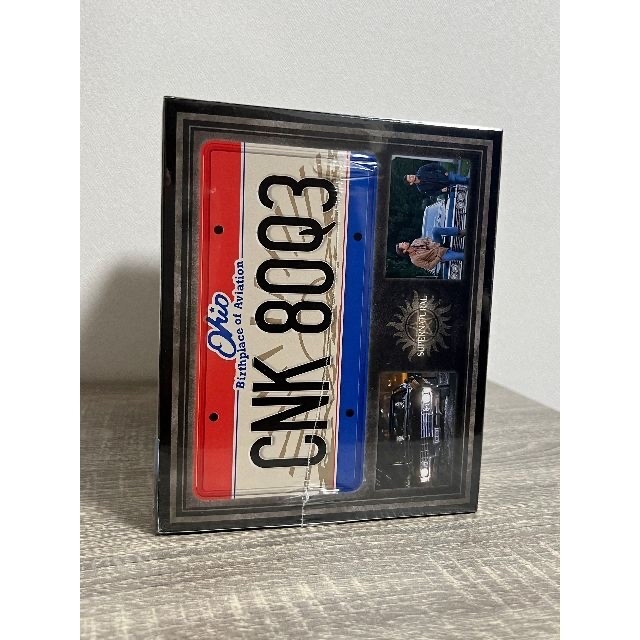 Ohio
Birthplace of Aviation
CNK 80Q3
SUPERNATURAL